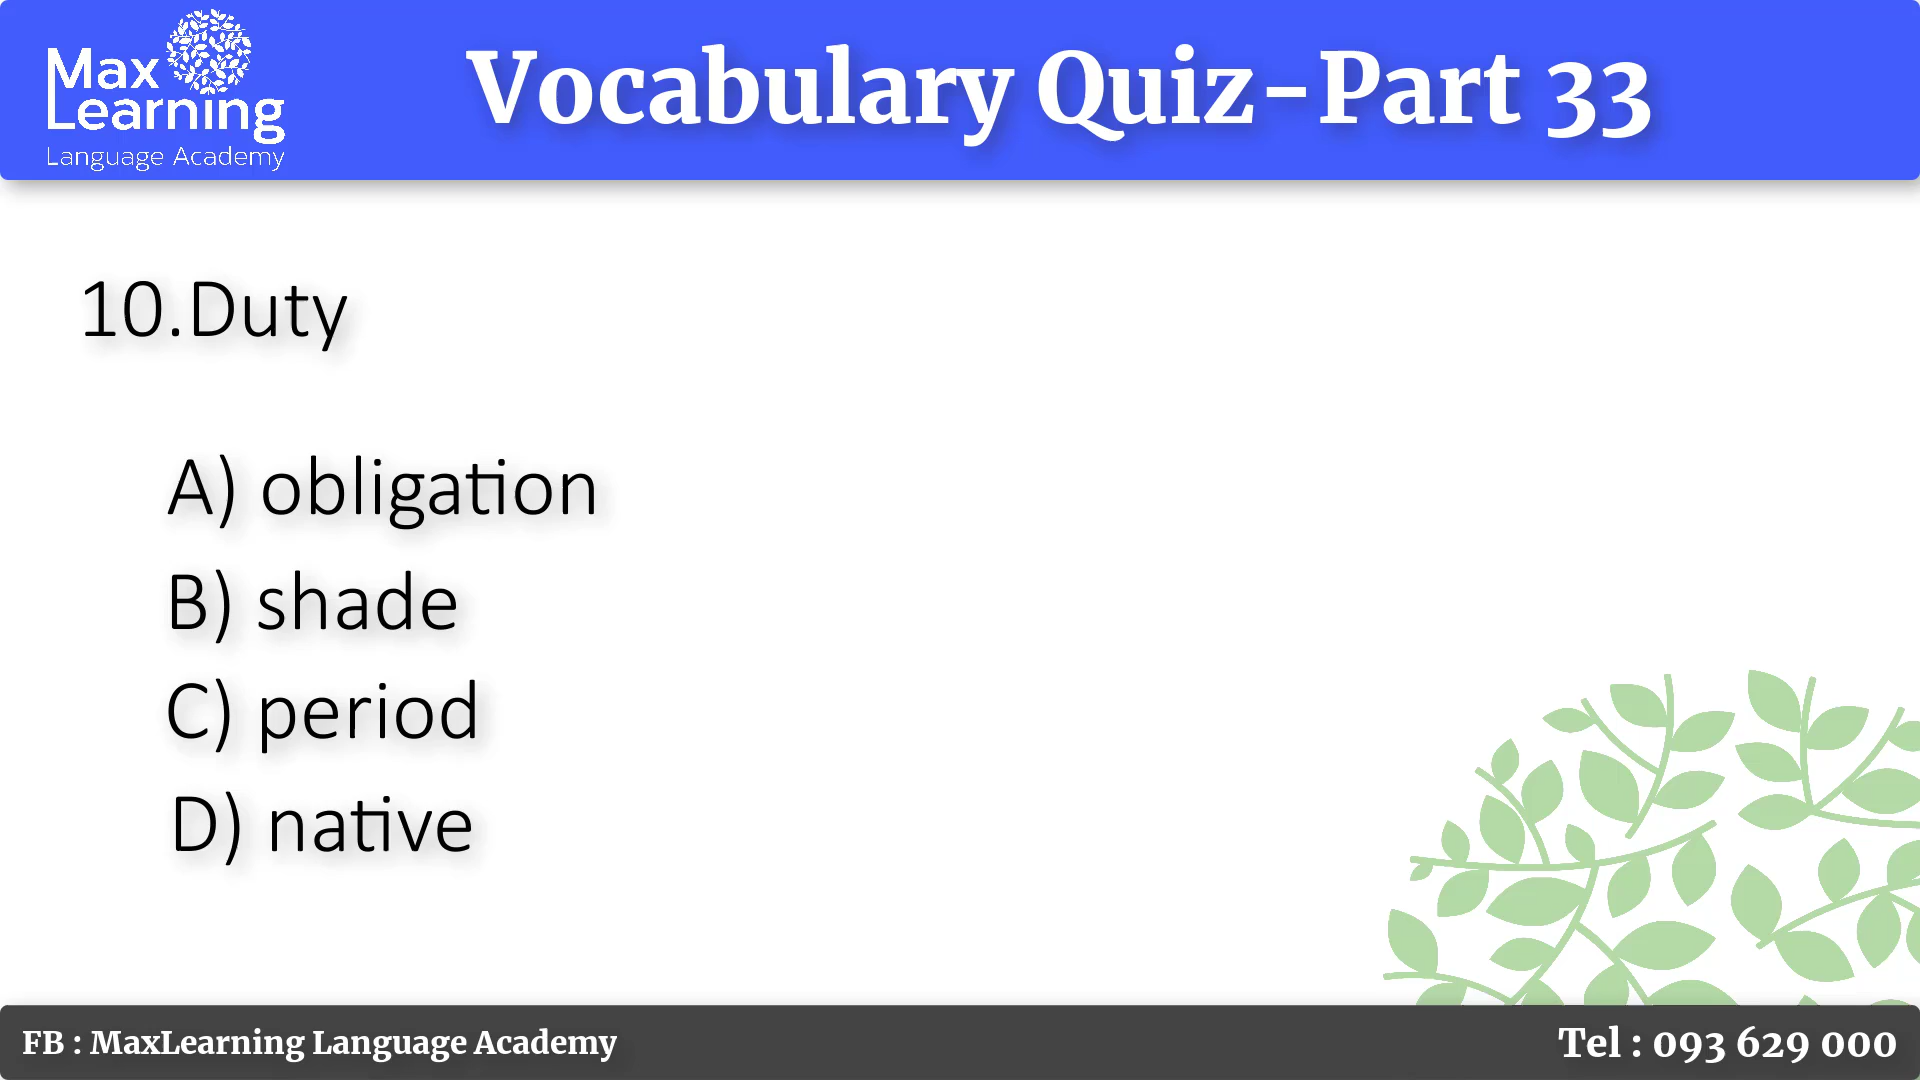 Max
Learning
Language Academy
Vocabulary Quiz-Part 33
10.Duty
A) obligation
B) shade
C) period
D) native
FB : MaxLearning Language Academy
Tel : 093 629 000